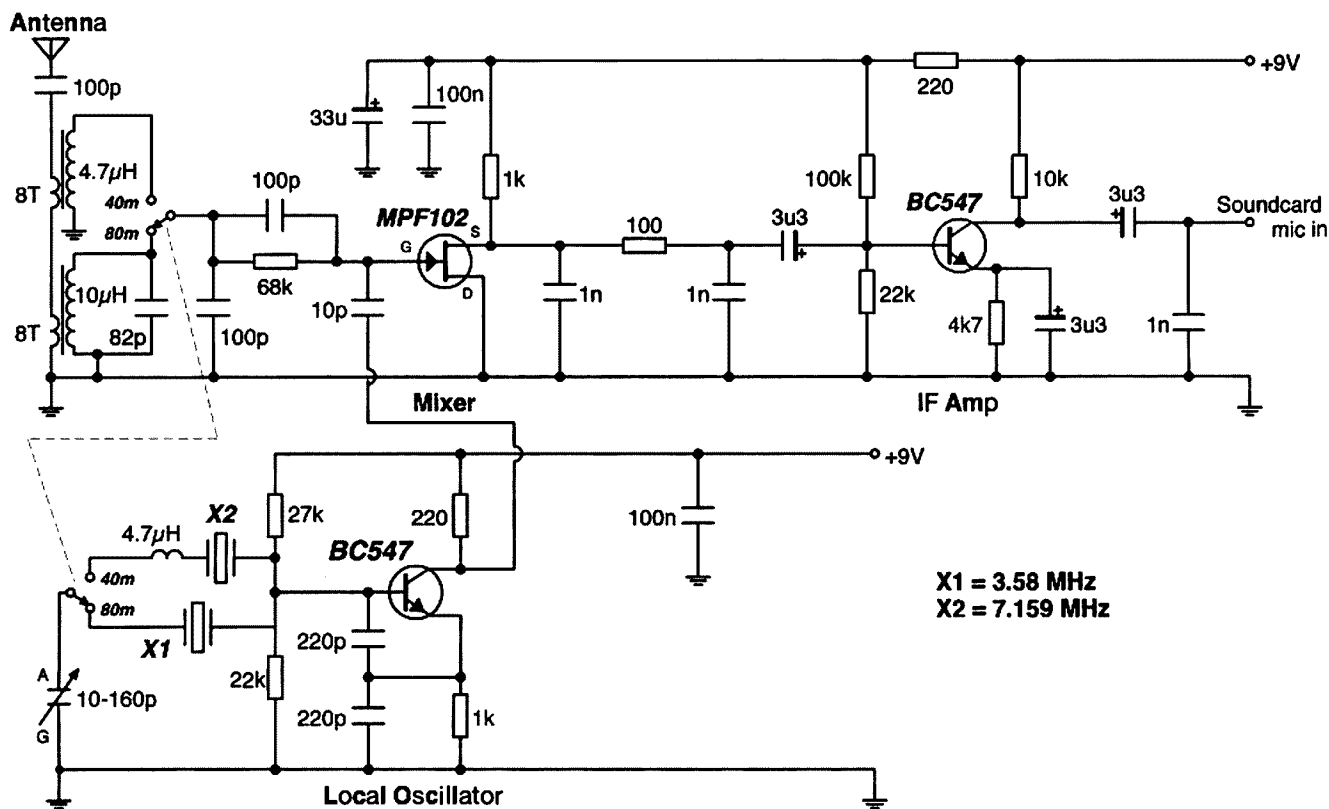 Antenna
100p
4.7µH
8T
40m
80m
10µH
8T
82p
100p
68k
100p
10p
MPF102
G
S
D
33u
100n
1k
1n
100
1n
3u3
+
100k
22k
220
BC547
10k
4k7
3u3
3u3
1n
+9V
Soundcard
mic in
Mixer
IF Amp
4.7µH
X2
40m
80m
X1
A
G
10-160p
27k
22k
BC547
220
220p
220p
1k
100n
+9V
X1 = 3.58 MHz
X2 = 7.159 MHz
Local Oscillator